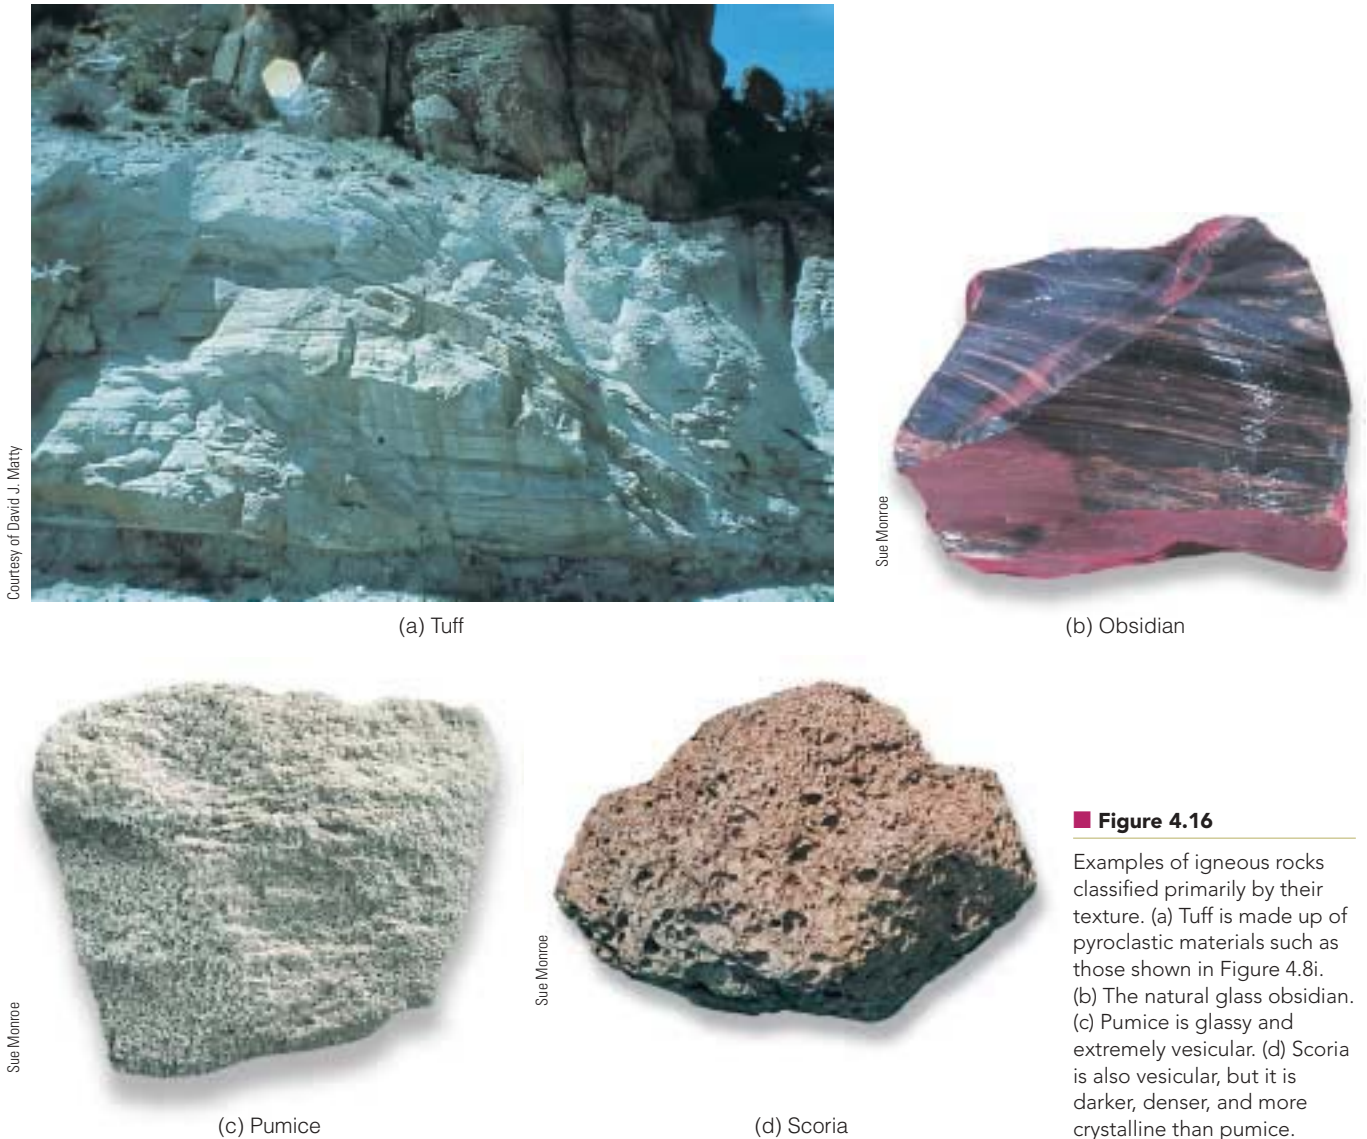 Courtesy of David J. Matty
(a) Tuff
Sue Monroe
(b) Obsidian
Sue Monroe
(c) Pumice
Sue Monroe
(d) Scoria
■ Figure 4.16
Examples of igneous rocks
classified primarily by their
texture. (a) Tuff is made up of
pyroclastic materials such as
those shown in Figure 4.8i.
(b) The natural glass obsidian.
(c) Pumice is glassy and
extremely vesicular. (d) Scoria
is also vesicular, but it is
darker, denser, and more
crystalline than pumice.